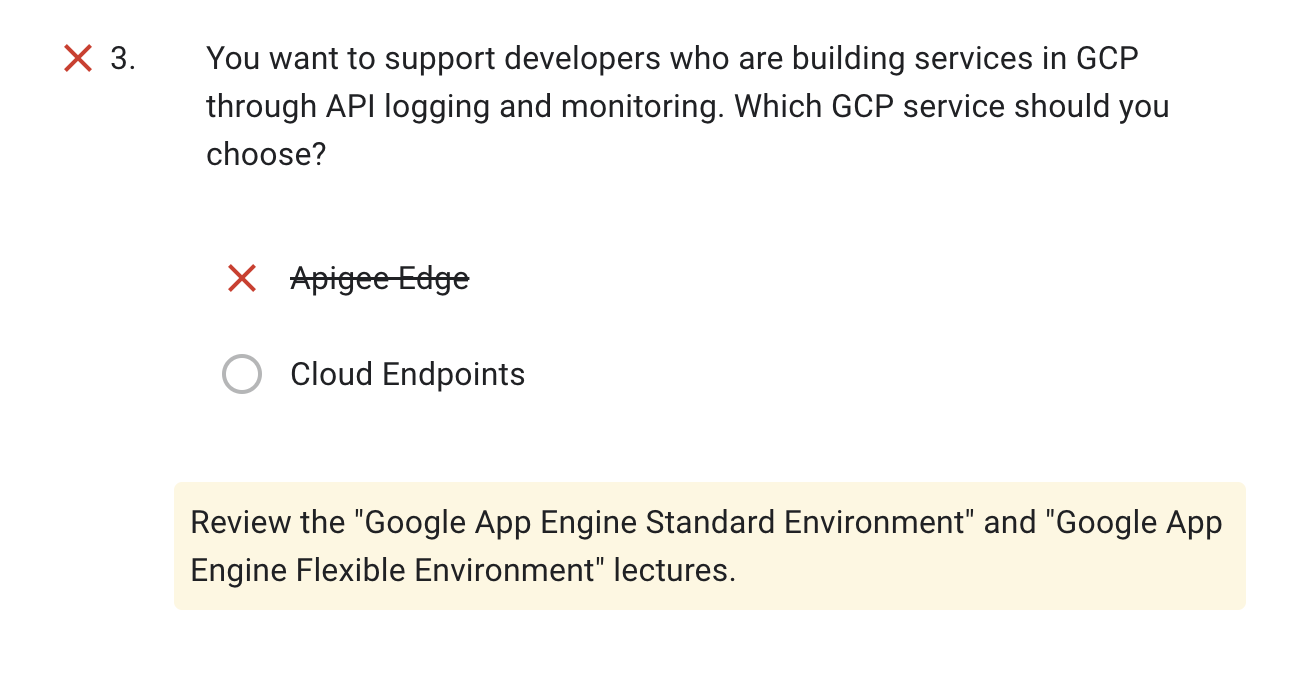 3. You want to support developers who are building services in GCP
through API logging and monitoring. Which GCP service should you
choose?
Apigee Edge
Cloud Endpoints
Review the "Google App Engine Standard Environment" and "Google App
Engine Flexible Environment" lectures.